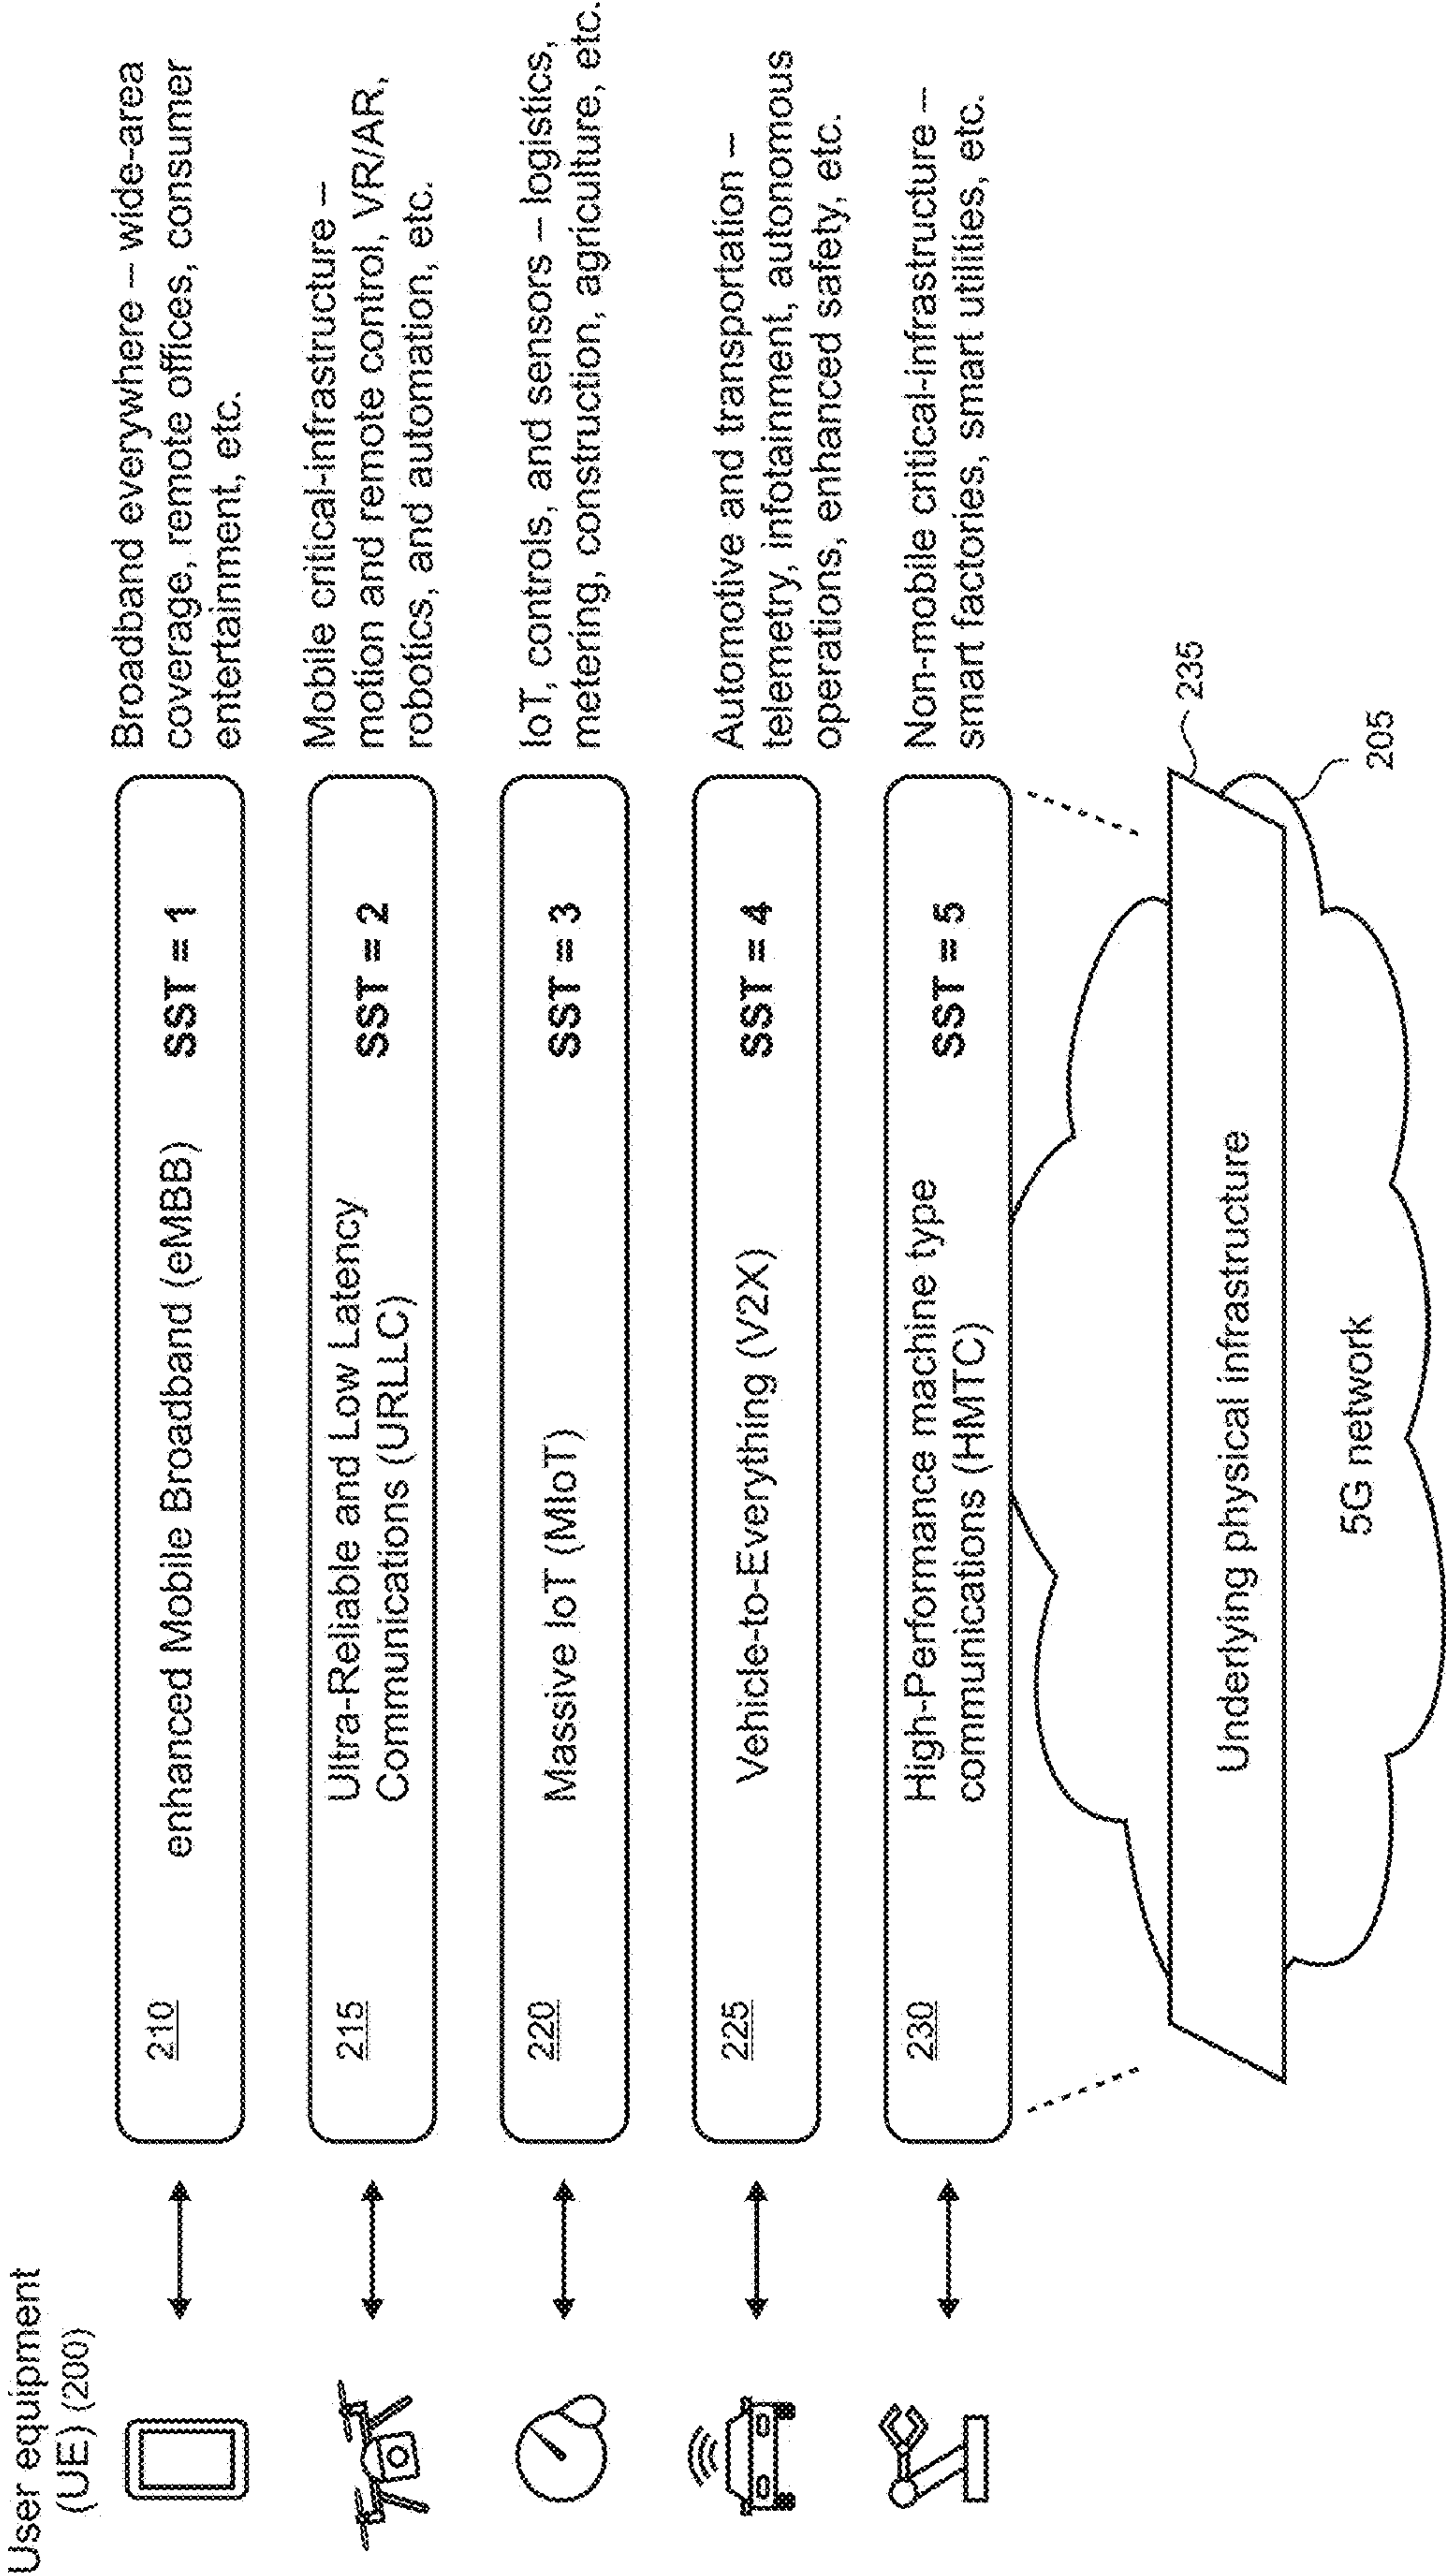 User equipment
(UE) (200)
210
enhanced Mobile Broadband (eMBB)
SST = 1
Broadband everywhere – wide-area
coverage, remote offices, consumer
entertainment, etc.
215
Ultra-Reliable and Low Latency
Communications (URLLC)
SST = 2
Mobile critical-infrastructure –
motion and remote control, VR/AR,
robotics, and automation, etc.
220
Massive IoT (MIoT)
SST = 3
IoT, controls, and sensors – logistics,
metering, construction, agriculture, etc.
225
Vehicle-to-Everything (V2X)
SST = 4
Automotive and transportation –
telemetry, infotainment, autonomous
operations, enhanced safety, etc.
230
High-Performance machine type
communications (HMTC)
SST = 5
Non-mobile critical-infrastructure –
smart factories, smart utilities, etc.
235
Underlying physical infrastructure
205
5G network